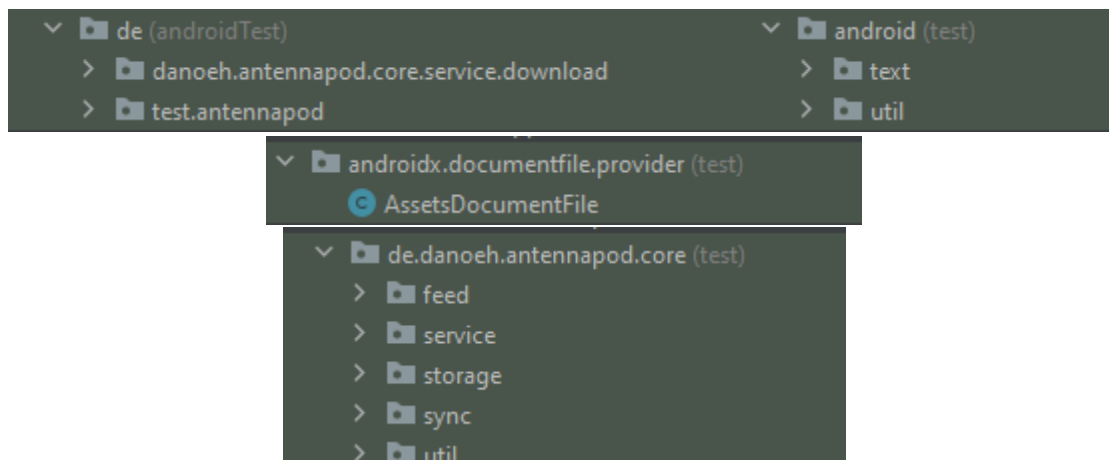 de (androidTest)
danoeh.antennapod.core.service.download
test.antennapod
android (test)
text
util
androidx.documentfile.provider (test)
C AssetsDocumentFile
de.danoeh.antennapod.core (test)
feed
service
storage
sync
util